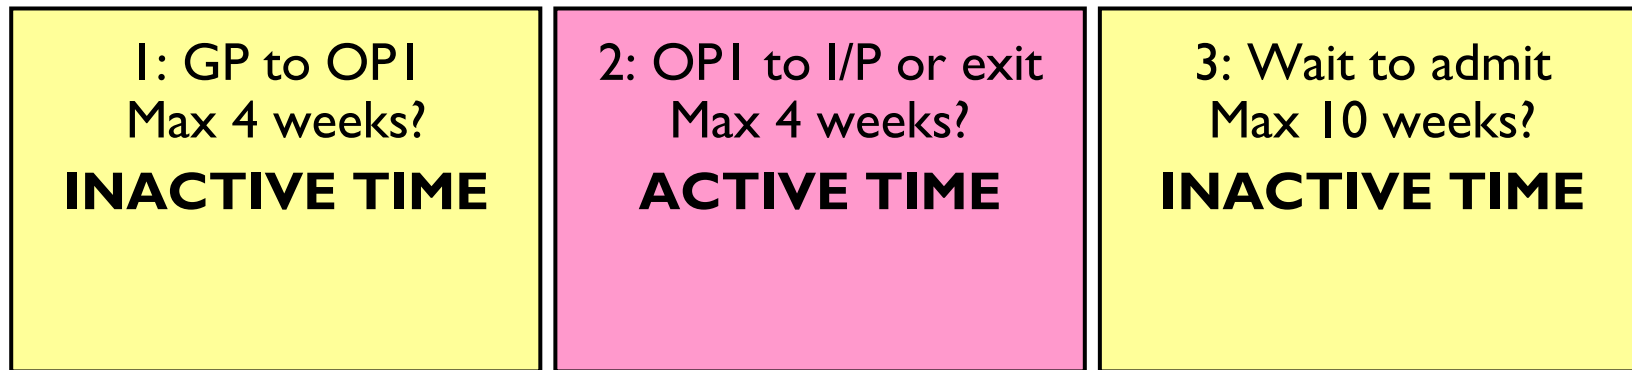 1: GP to OP1
Max 4 weeks?
INACTIVE TIME
2: OP1 to I/P or exit
Max 4 weeks?
ACTIVE TIME
3: Wait to admit
Max 10 weeks?
INACTIVE TIME